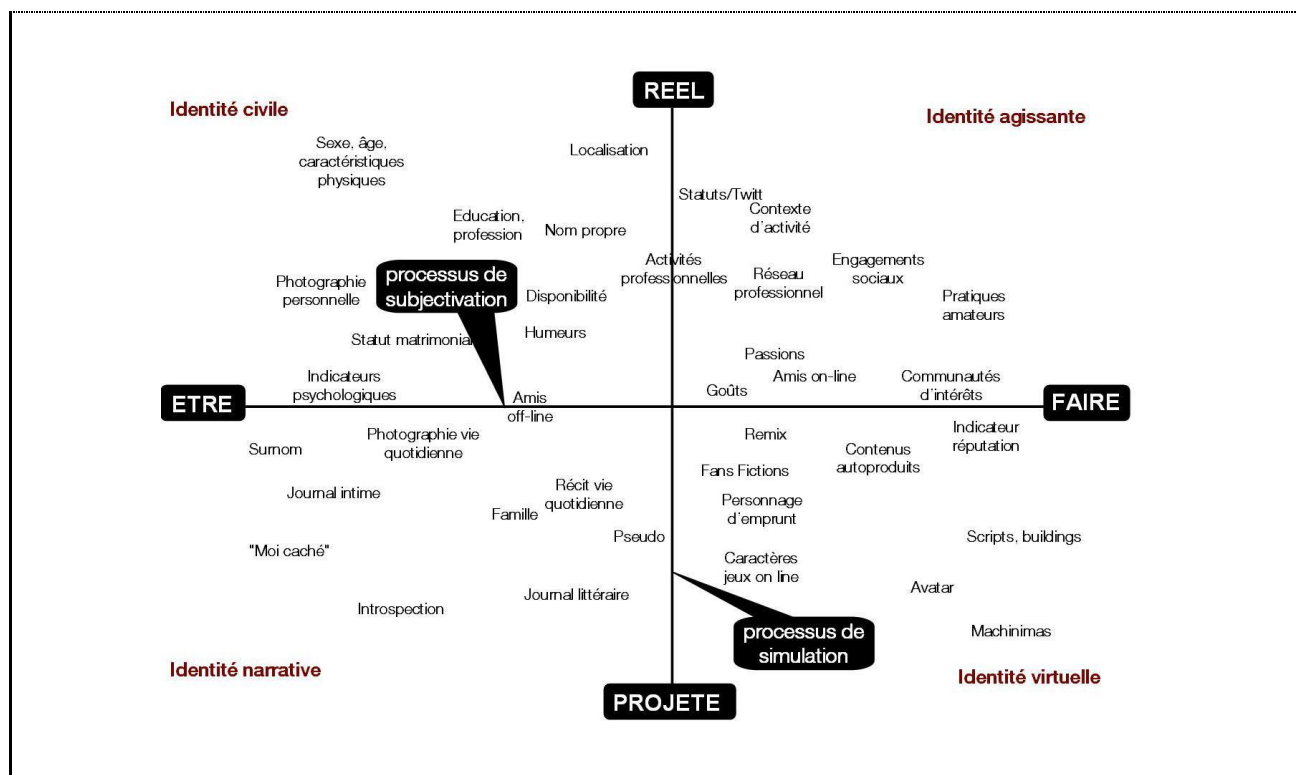 REEL
Identité civile
Identité agissante
Sexe, âge,
caractéristiques
physiques
Localisation
Statuts/Twitt
Contexte
d'activité
Education,
profession
Nom propre
Activités
professionnelles
Engagements
sociaux
processus de
subjectivation
Réseau
professionnel
Photographie
personnelle
Disponibilité
Pratiques
amateurs
Statut matrimonial
Humeurs
Passions
Indicateurs
psychologiques
Amis on-line
Communautés
d'intérêts
Goûts
Amis
off-line
ETRE
FAIRE
Surnom
Photographie vie
quotidienne
Remix
Indicateur
réputation
Contenus
autoproduits
Fans Fictions
Journal intime
Récit vie
quotidienne
Famille
Personnage
d'emprunt
Pseudo
Scripts, buildings
"Moi caché"
Caractères
jeux on line
Avatar
Journal littéraire
Introspection
Machinimas
processus de
simulation
Identité narrative
Identité virtuelle
PROJETE